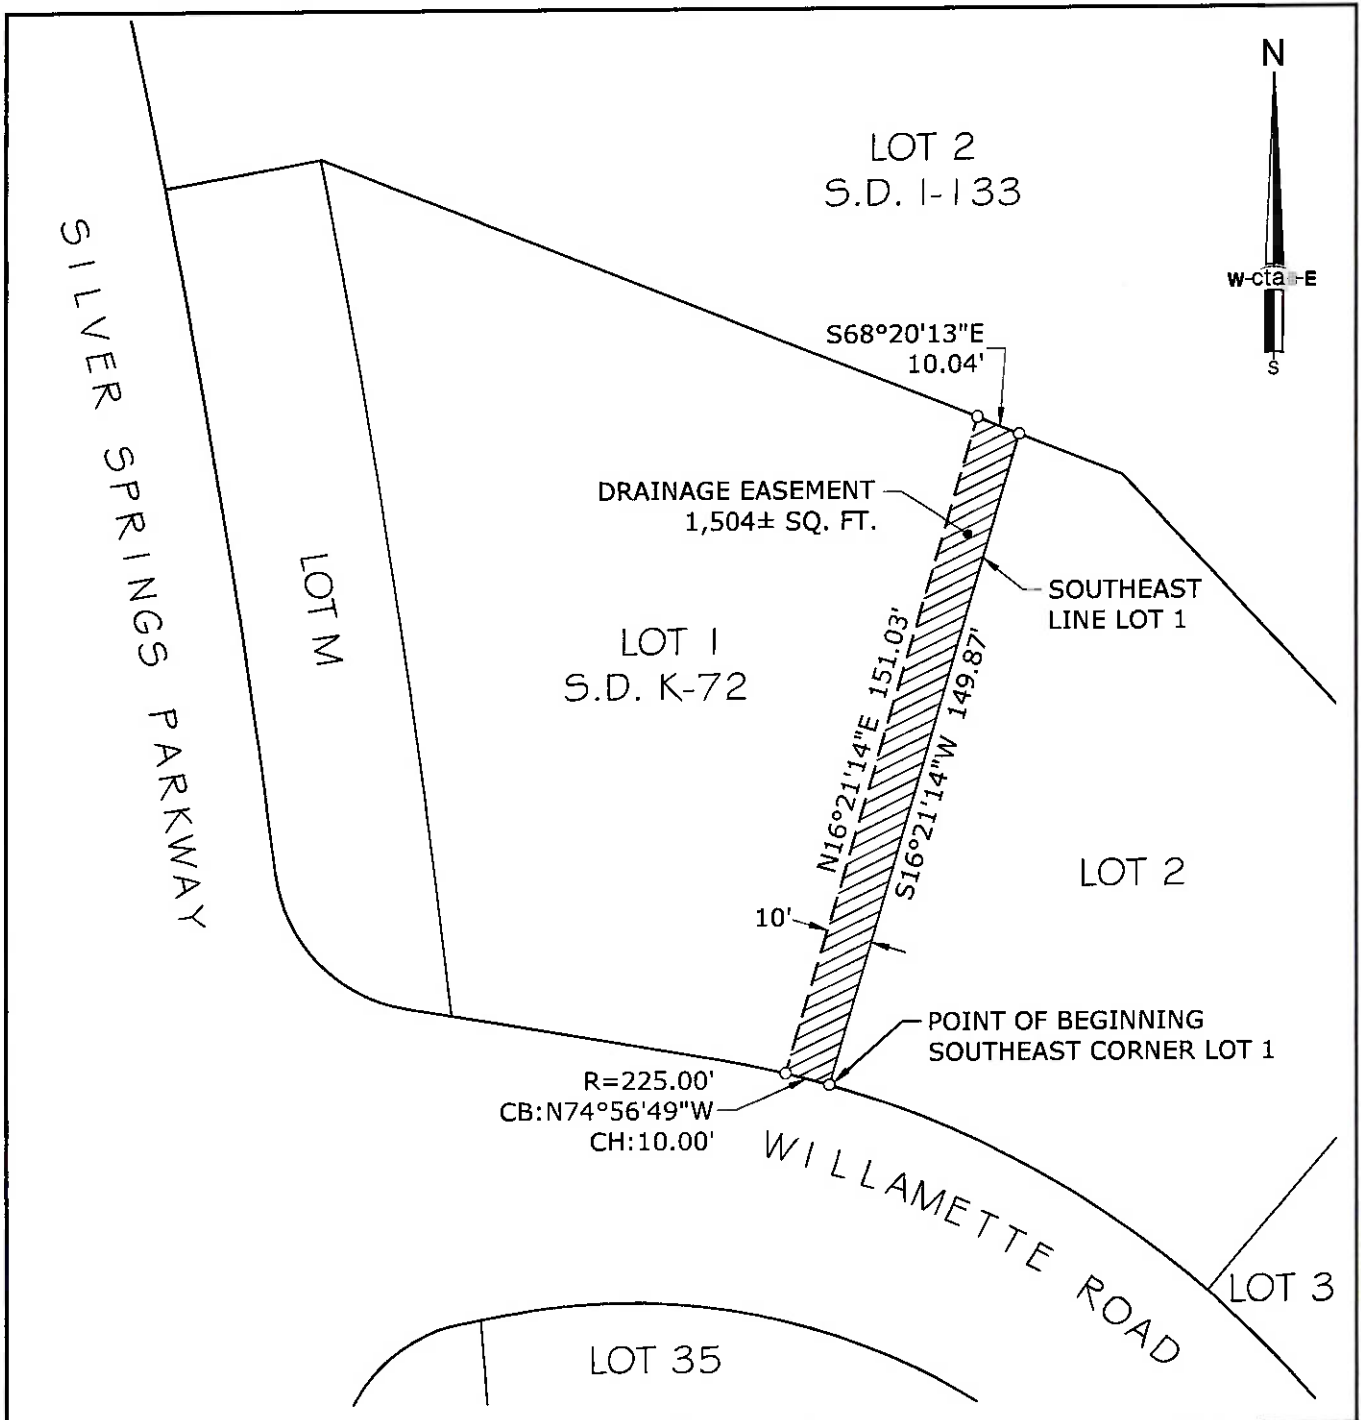 N
LOT 2
S.D. I-133
W-cta-E
S
SILVER SPRINGS PARKWAY
S68°20'13"E
10.04'
DRAINAGE EASEMENT
1,504± SQ. FT.
SOUTHEAST
LINE LOT 1
LOT M
LOT 1
S.D. K-72
N16°21'14"E 151.03'
S16°21'14"W 149.87'
LOT 2
10'
POINT OF BEGINNING
SOUTHEAST CORNER LOT 1
R=225.00'
CB:N74°56'49"W
CH:10.00'
WILLAMETTE ROAD
LOT 3
LOT 35